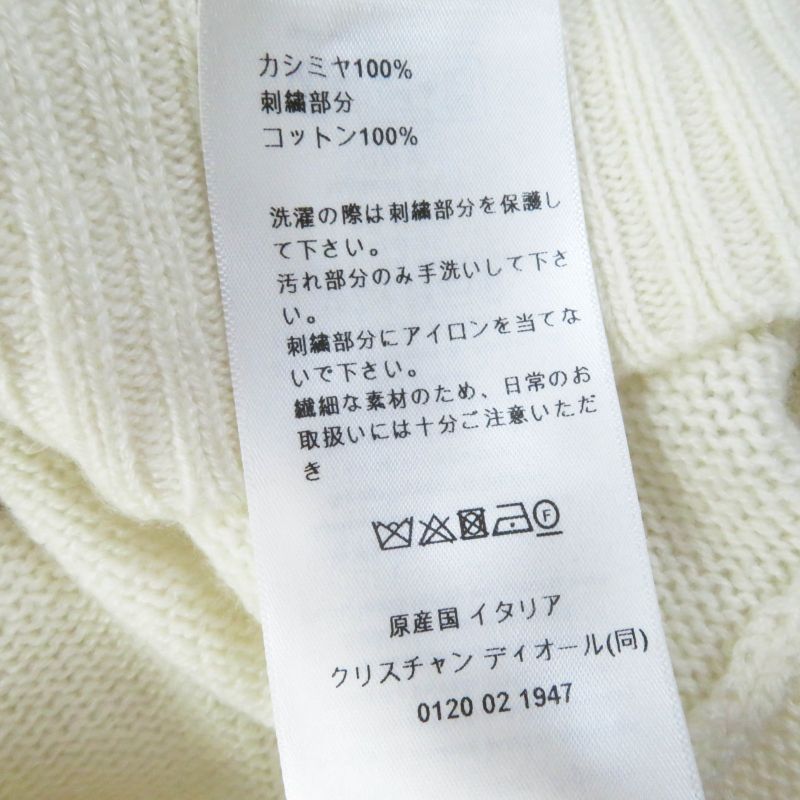 カシミヤ100%
刺繍部分
コットン100%
洗濯の際は刺繍部分を保護し
て下さい。
汚れ部分のみ手洗いして下さ
い。
刺繍部分にアイロンを当てな
いで下さい。
繊細な素材のため、日常のお
取扱いには十分ご注意いただ
き
F
原産国 イタリア
クリスチャン ディオール(同)
0120 02 1947